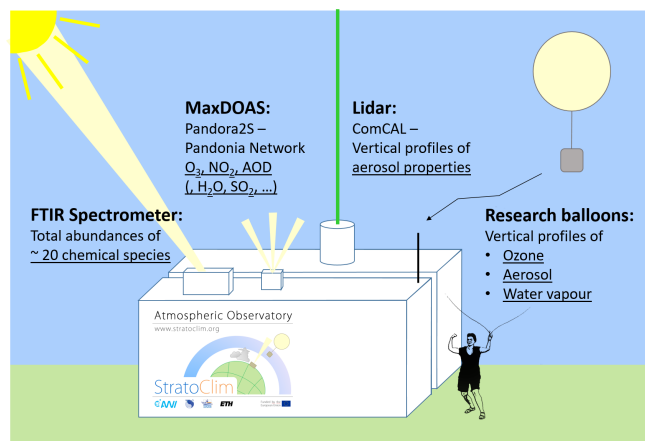 MaxDOAS:
Pandora2S –
Pandonia Network
O3, NO2, AOD
(, H2O, SO2, …)
Lidar:
ComCAL –
Vertical profiles of
aerosol properties
FTIR Spectrometer:
Total abundances of
~ 20 chemical species
Research balloons:
Vertical profiles of
• Ozone
• Aerosol
• Water vapour
Atmospheric Observatory
www.stratoclim.org
StratoClim
AWI
ETH